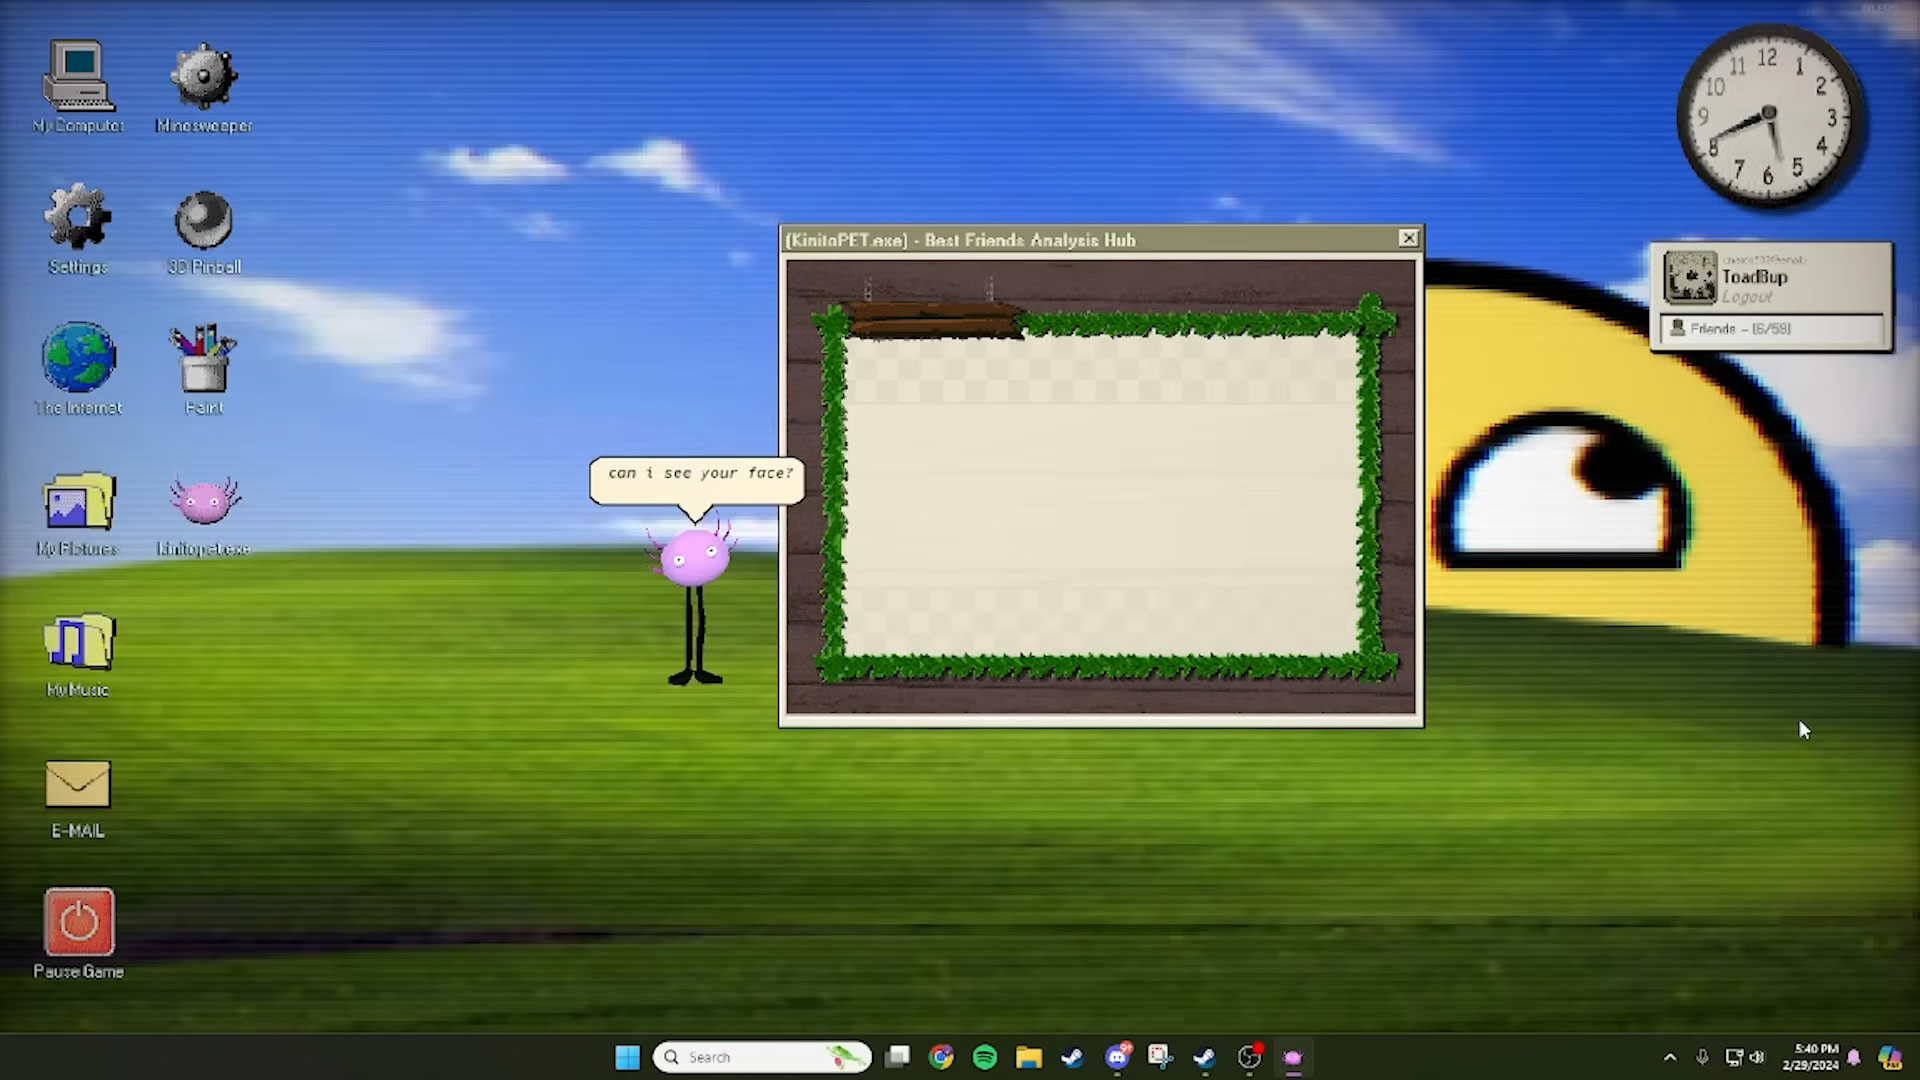 My Computer
Minesweeper
Settings
3D Pinball
The Internet
Paint
My Pictures
kinitopet.exe
My Music
E-MAIL
Pause Game
[KinitoPET.exe] - Best Friends Analysis Hub
can i see your face?
12
1
2
3
4
5
6
7
8
9
10
11
ToadBup
Logout
Friends - (6/59)
Search
9+
5:40 PM
2/29/2024